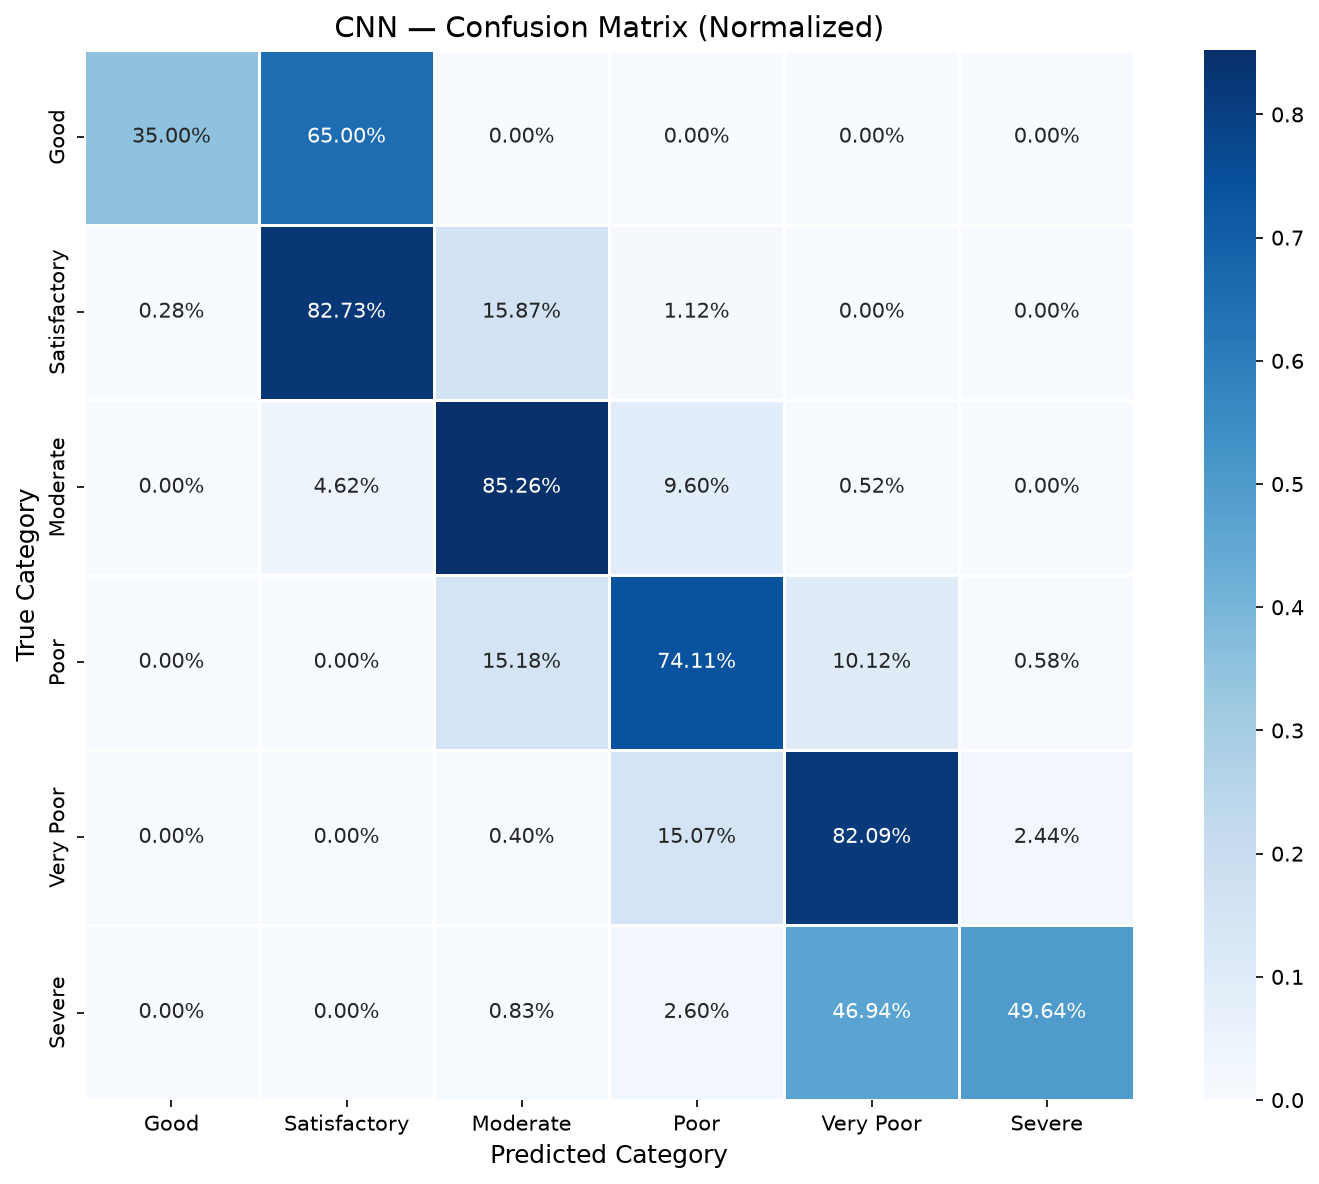 CNN — Confusion Matrix (Normalized)
True Category
Good
35.00% 65.00% 0.00% 0.00% 0.00% 0.00%
Satisfactory
0.28% 82.73% 15.87% 1.12% 0.00% 0.00%
Moderate
0.00% 4.62% 85.26% 9.60% 0.52% 0.00%
Poor
0.00% 0.00% 15.18% 74.11% 10.12% 0.58%
Very Poor
0.00% 0.00% 0.40% 15.07% 82.09% 2.44%
Severe
0.00% 0.00% 0.83% 2.60% 46.94% 49.64%
Good Satisfactory Moderate Poor Very Poor Severe
Predicted Category
0.8
0.7
0.6
0.5
0.4
0.3
0.2
0.1
0.0